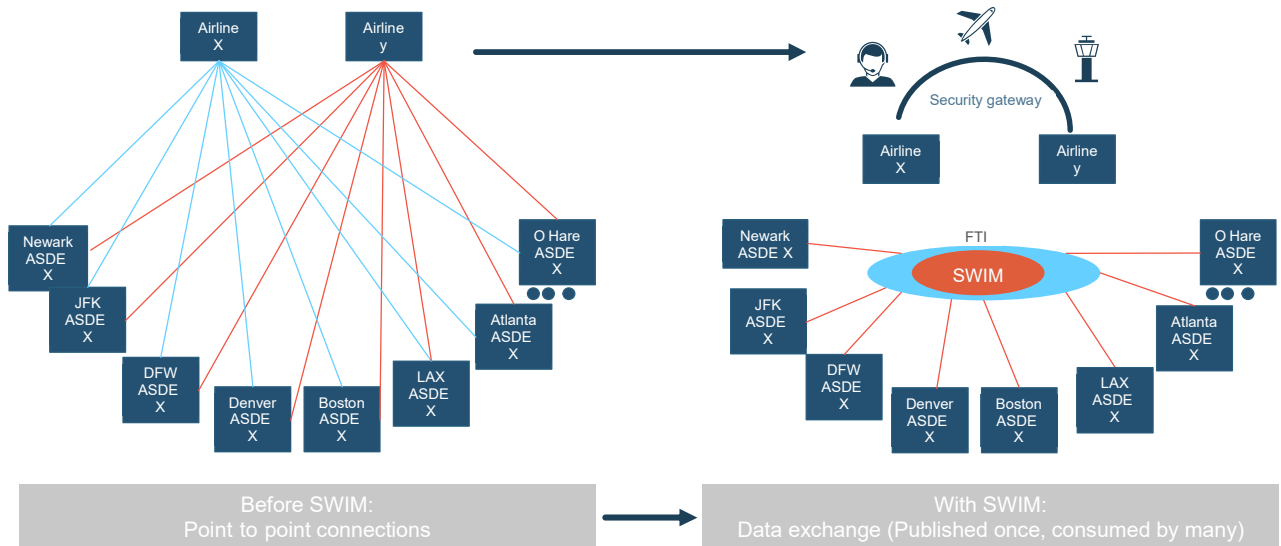 Airline
X
Airline
y
Newark
ASDE
X
JFK
ASDE
X
DFW
ASDE
X
Denver
ASDE
X
Boston
ASDE
X
LAX
ASDE
X
Atlanta
ASDE
X
O Hare
ASDE
X
Before SWIM:
Point to point connections
Security gateway
Airline
X
Airline
y
FTI
SWIM
Newark
ASDE X
JFK
ASDE
X
DFW
ASDE
X
Denver
ASDE
X
Boston
ASDE
X
LAX
ASDE
X
Atlanta
ASDE
X
O Hare
ASDE
X
With SWIM:
Data exchange (Published once, consumed by many)